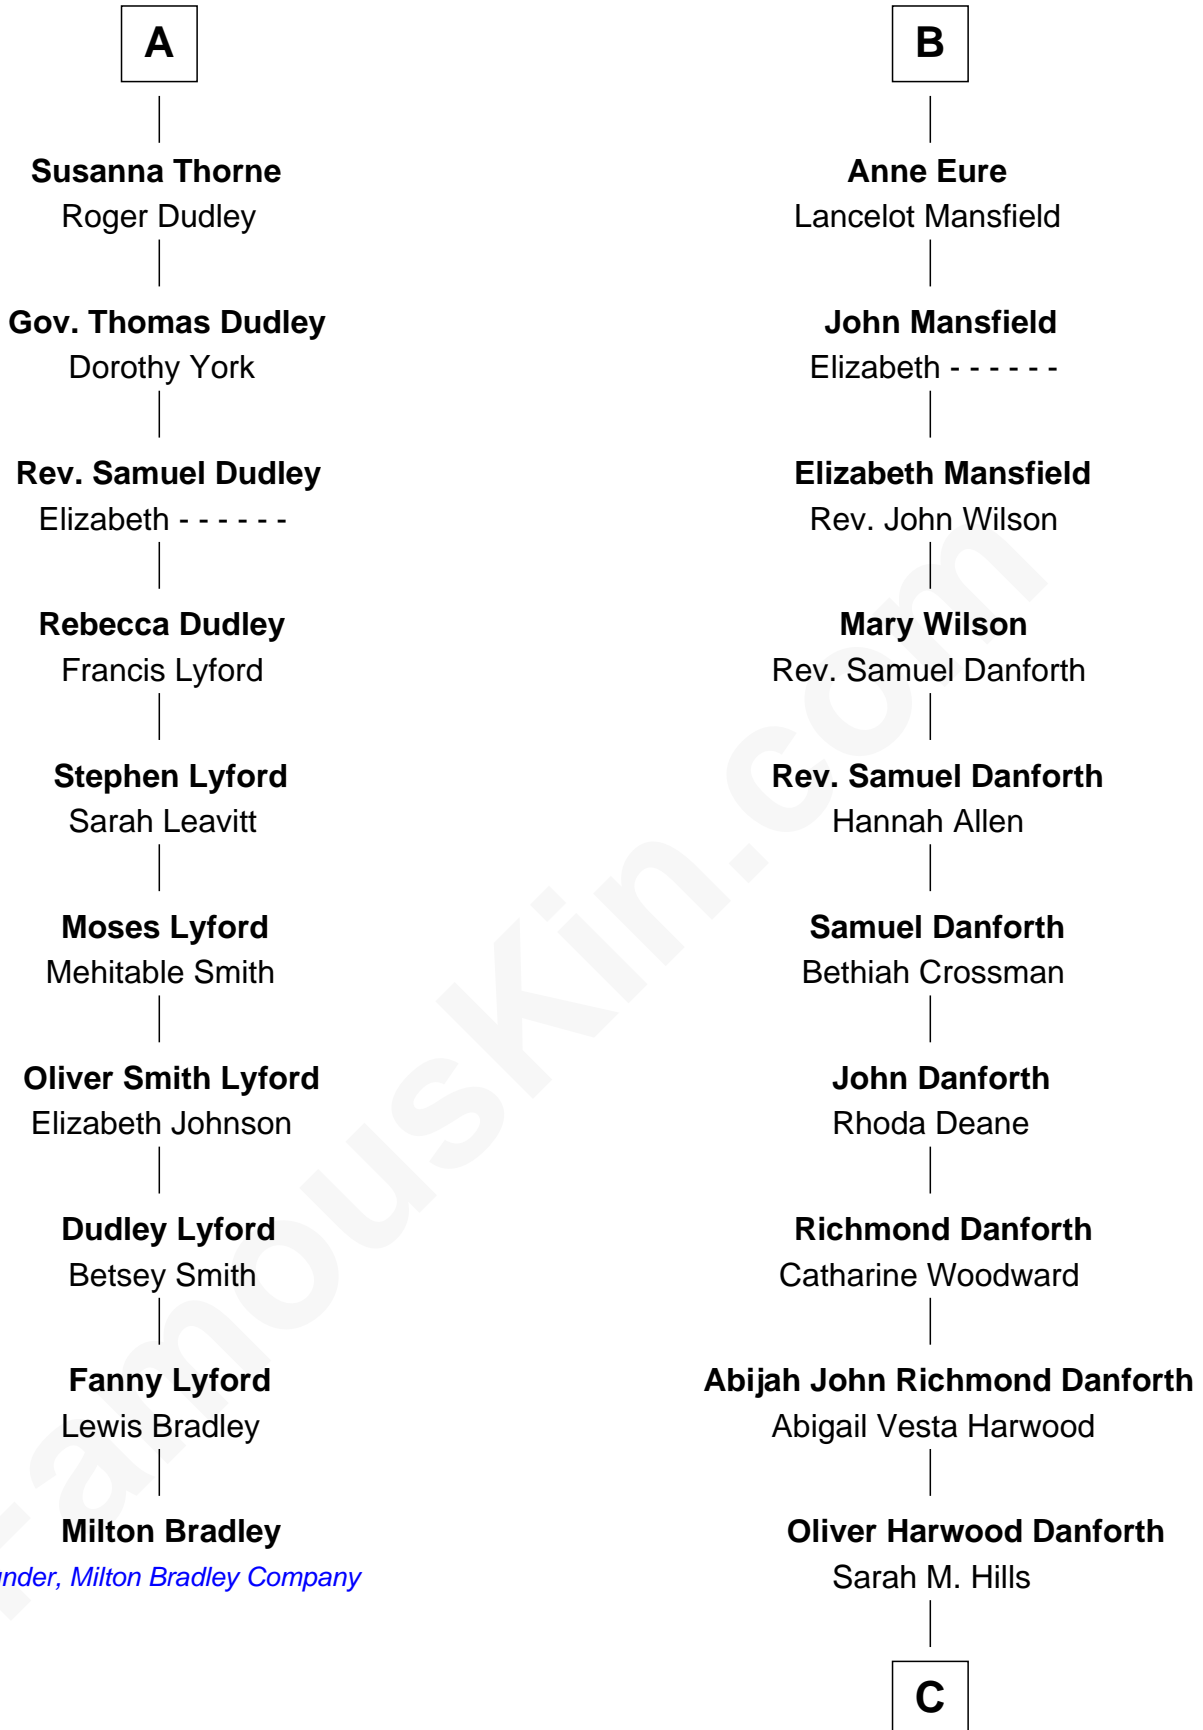 A
Susanna Thorne
Roger Dudley
Gov. Thomas Dudley
Dorothy York
Rev. Samuel Dudley
Elizabeth - - - - - -
Rebecca Dudley
Francis Lyford
Stephen Lyford
Sarah Leavitt
Moses Lyford
Mehitable Smith
Oliver Smith Lyford
Elizabeth Johnson
Dudley Lyford
Betsey Smith
Fanny Lyford
Lewis Bradley
Milton Bradley
under, Milton Bradley Company
B
Anne Eure
Lancelot Mansfield
John Mansfield
Elizabeth - - - - - -
Elizabeth Mansfield
Rev. John Wilson
Mary Wilson
Rev. Samuel Danforth
Rev. Samuel Danforth
Hannah Allen
Samuel Danforth
Bethiah Crossman
John Danforth
Rhoda Deane
Richmond Danforth
Catharine Woodward
Abijah John Richmond Danforth
Abigail Vesta Harwood
Oliver Harwood Danforth
Sarah M. Hills
C
FamousKin.com